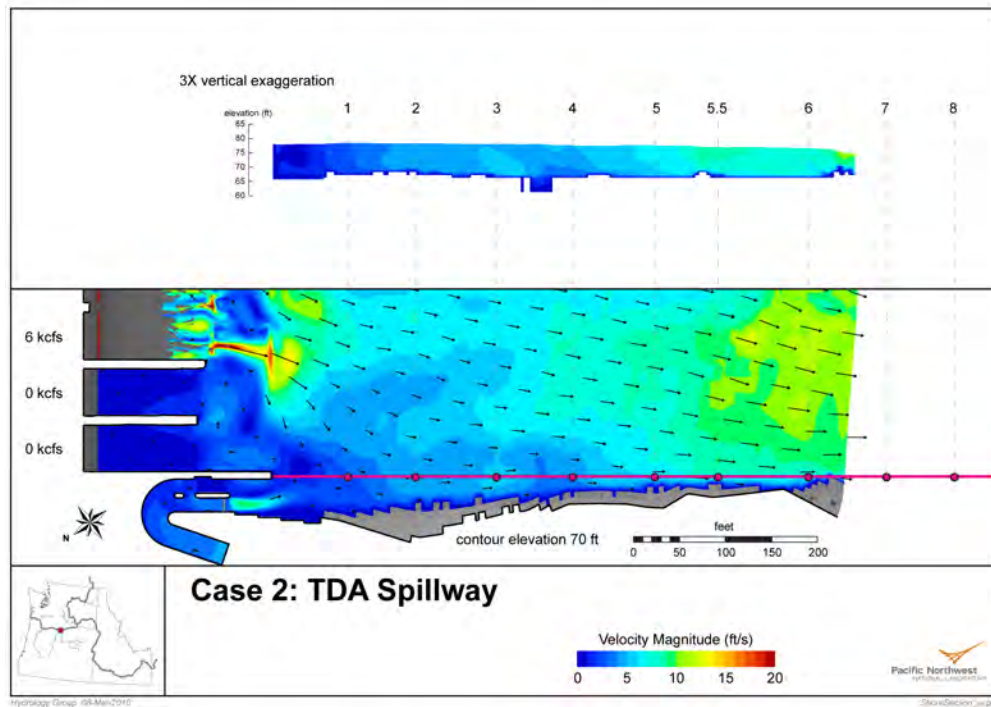 3X vertical exaggeration
elevation (ft)
1 2 3 4 5 5.5 6 7 8
85
80
75
70
65
60
6 kcfs
0 kcfs
0 kcfs
N
contour elevation 70 ft
feet
0 50 100 150 200
Case 2: TDA Spillway
Velocity Magnitude (ft/s)
0 5 10 15 20
Pacific Northwest
NATIONAL LABORATORY
Hydrology Group